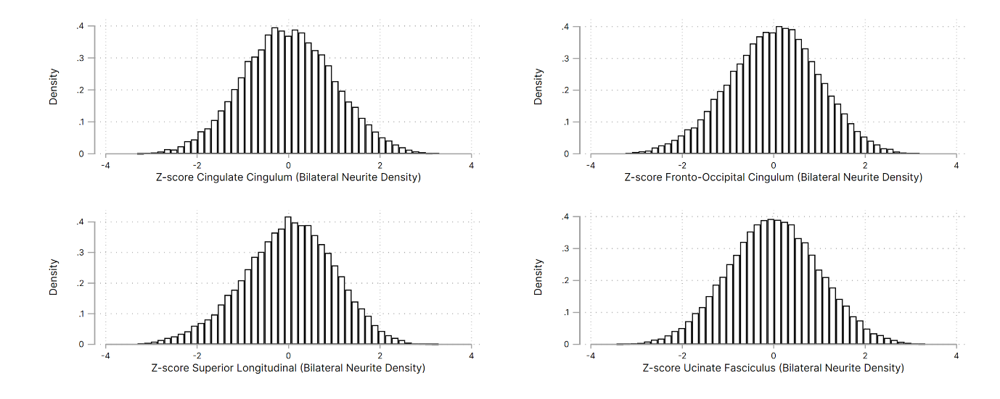 .4
.3
.2
.1
0
Density
-4 -2 0 2 4
Z-score Cingulate Cingulum (Bilateral Neurite Density)
.4
.3
.2
.1
0
Density
-4 -2 0 2 4
Z-score Fronto-Occipital Cingulum (Bilateral Neurite Density)
.4
.3
.2
.1
0
Density
-4 -2 0 2 4
Z-score Superior Longitudinal (Bilateral Neurite Density)
.4
.3
.2
.1
0
Density
-4 -2 0 2 4
Z-score Ucinate Fasciculus (Bilateral Neurite Density)